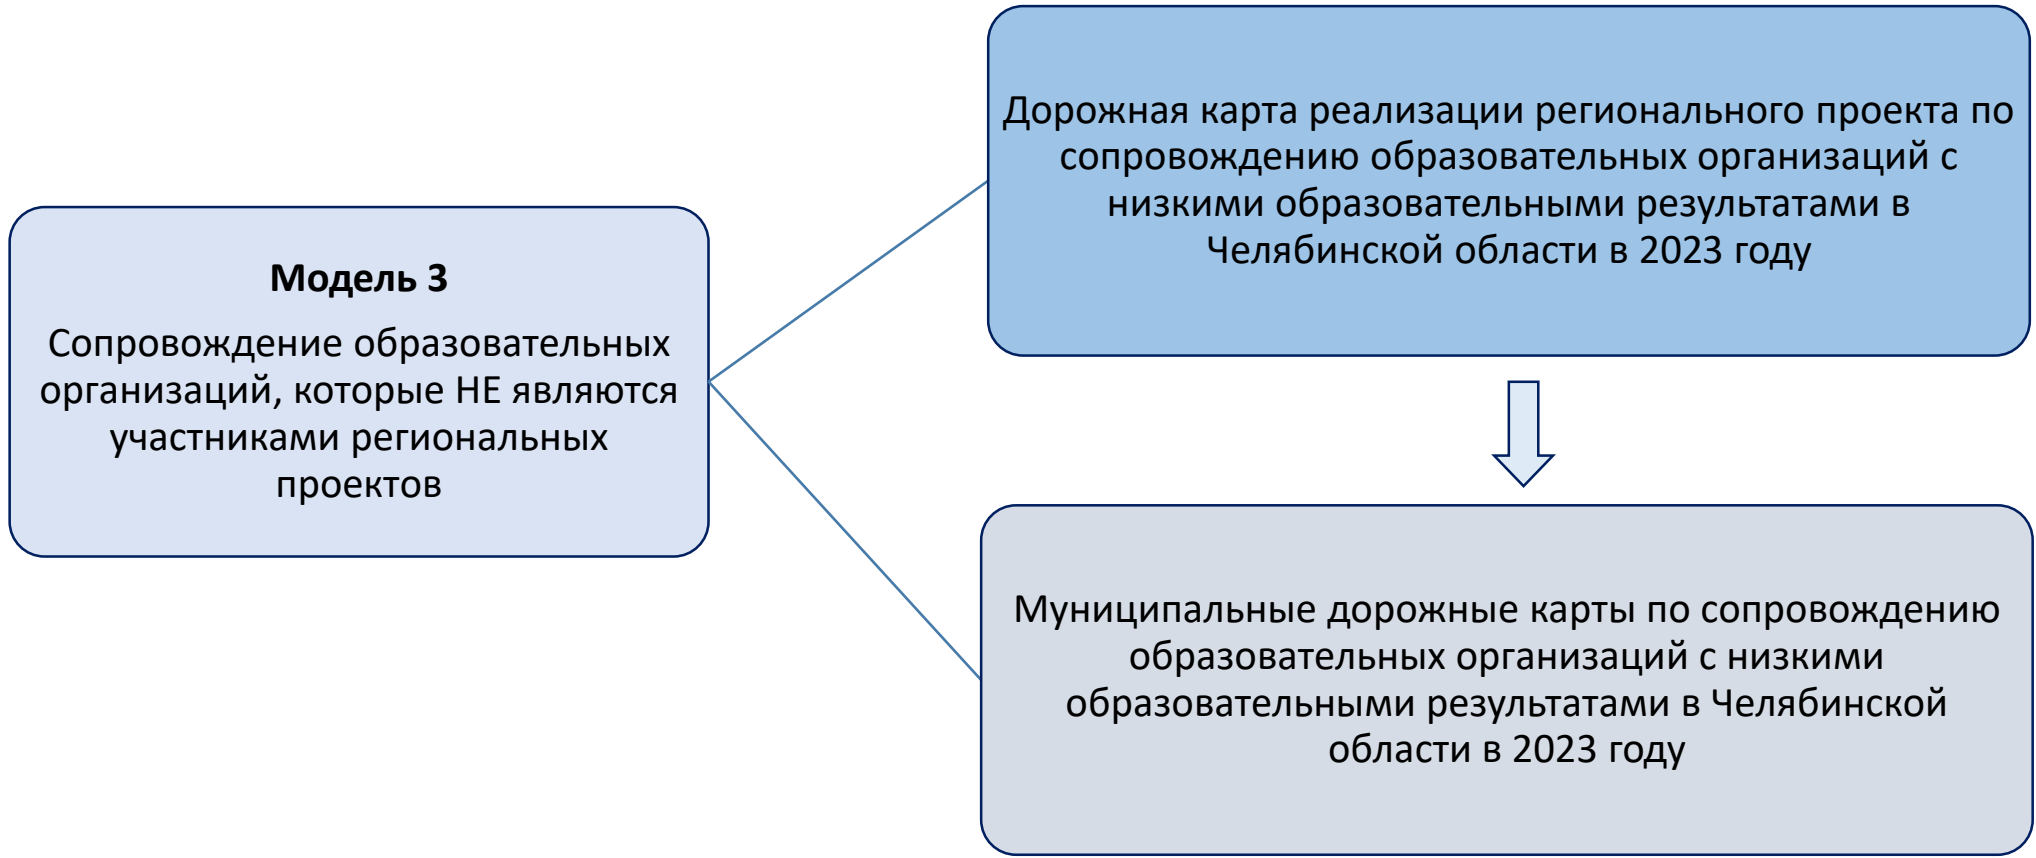 Модель 3
Сопровождение образовательных
организаций, которые НЕ являются
участниками региональных
проектов
Дорожная карта реализации регионального проекта по
сопровождению образовательных организаций с
низкими образовательными результатами в
Челябинской области в 2023 году
Муниципальные дорожные карты по сопровождению
образовательных организаций с низкими
образовательными результатами в Челябинской
области в 2023 году